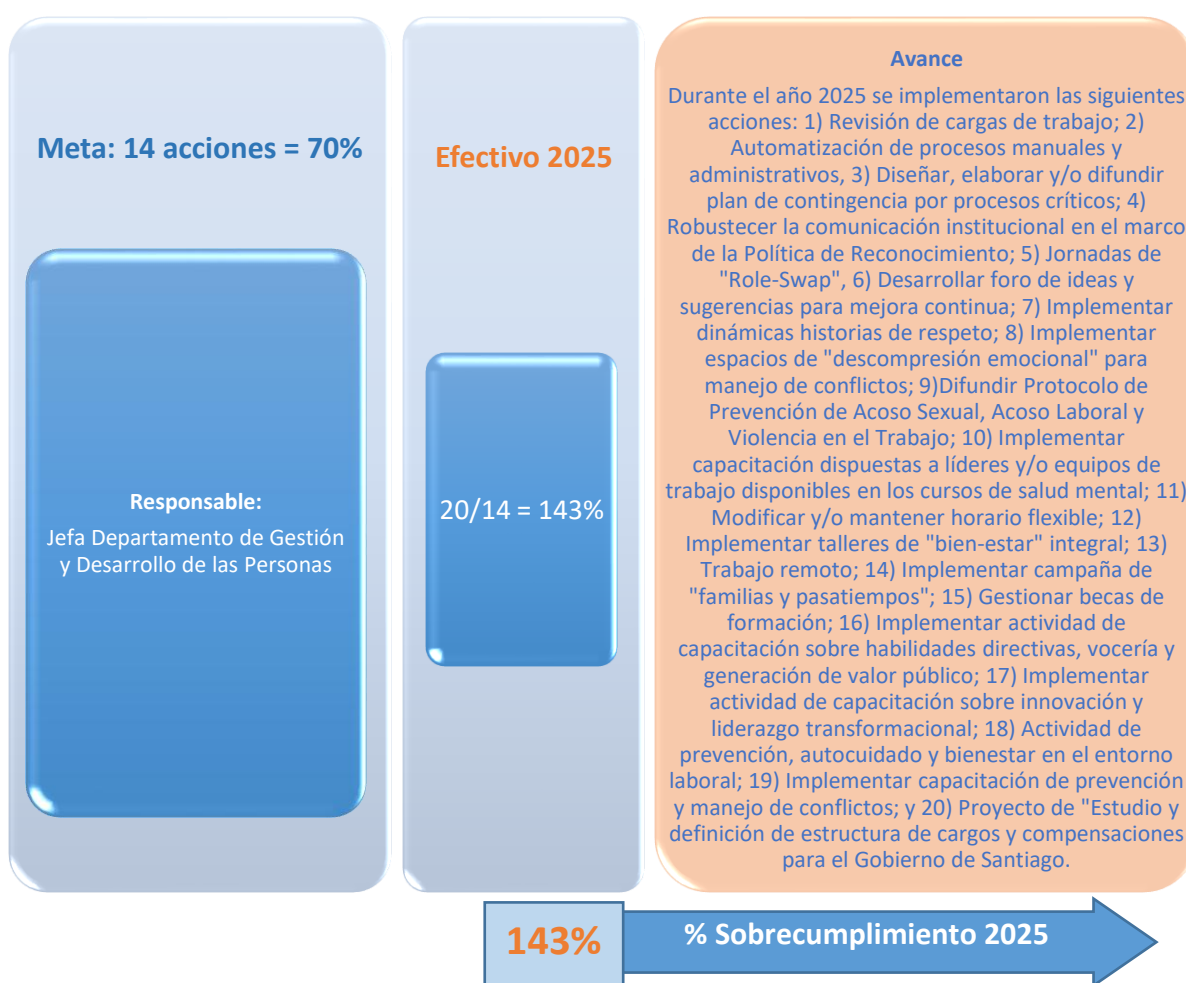 Meta: 14 acciones = 70%
Responsable:
Jefa Departamento de Gestión
y Desarrollo de las Personas
Efectivo 2025
20/14 = 143%
Avance
Durante el año 2025 se implementaron las siguientes
acciones: 1) Revisión de cargas de trabajo; 2)
Automatización de procesos manuales y
administrativos, 3) Diseñar, elaborar y/o difundir
plan de contingencia por procesos críticos; 4)
Robustecer la comunicación institucional en el marco
de la Política de Reconocimiento; 5) Jornadas de
"Role-Swap", 6) Desarrollar foro de ideas y
sugerencias para mejora continua; 7) Implementar
dinámicas historias de respeto; 8) Implementar
espacios de "descompresión emocional" para
manejo de conflictos; 9)Difundir Protocolo de
Prevención de Acoso Sexual, Acoso Laboral y
Violencia en el Trabajo; 10) Implementar
capacitación dispuestas a líderes y/o equipos de
trabajo disponibles en los cursos de salud mental; 11)
Modificar y/o mantener horario flexible; 12)
Implementar talleres de "bien-estar" integral; 13)
Trabajo remoto; 14) Implementar campaña de
"familias y pasatiempos"; 15) Gestionar becas de
formación; 16) Implementar actividad de
capacitación sobre habilidades directivas, vocería y
generación de valor público; 17) Implementar
actividad de capacitación sobre innovación y
liderazgo transformacional; 18) Actividad de
prevención, autocuidado y bienestar en el entorno
laboral; 19) Implementar capacitación de prevención
y manejo de conflictos; y 20) Proyecto de "Estudio y
definición de estructura de cargos y compensaciones
para el Gobierno de Santiago.
143%
% Sobrecumplimiento 2025